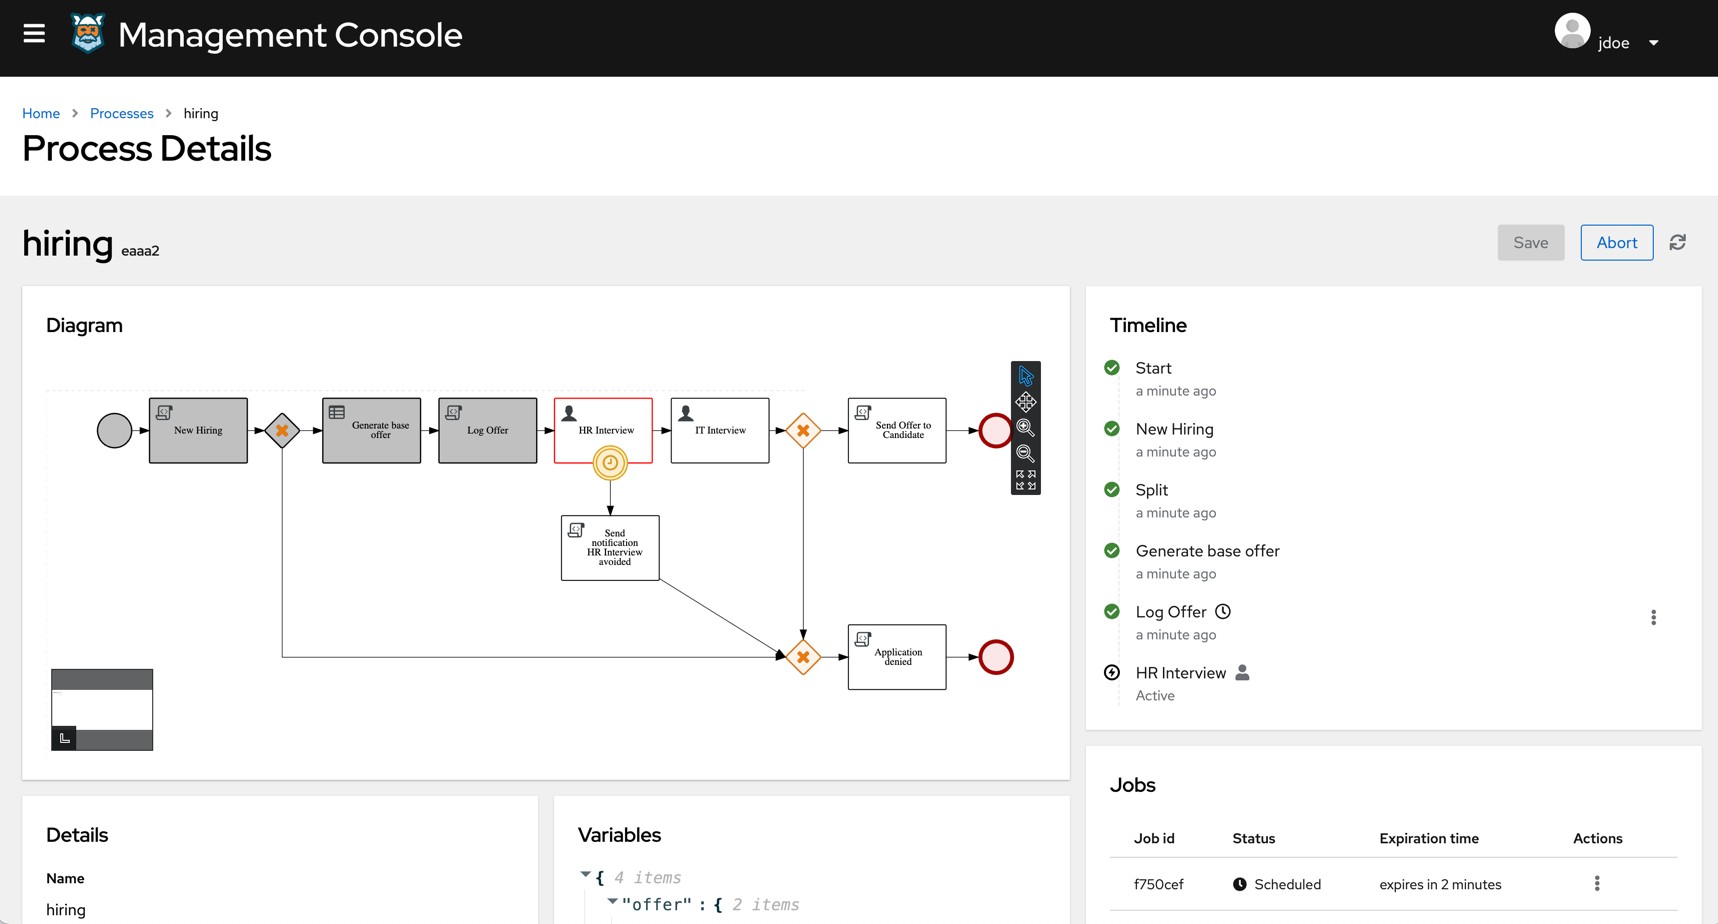 Management Console
jdoe
Home
Processes
hiring
Process Details
hiring eaaa2
Save
Abort
Diagram
New Hiring
Generate base
offer
Log Offer
HR Interview
IT Interview
Send Offer to
Candidate
Send
notification
HR Interview
avoided
Application
denied
Timeline
Start
a minute ago
New Hiring
a minute ago
Split
a minute ago
Generate base offer
a minute ago
Log Offer
a minute ago
HR Interview
Active
Details
Name
hiring
Variables
{ 4 items
"offer" : { 2 items
Jobs
Job id Status Expiration time Actions
f750cef Scheduled expires in 2 minutes